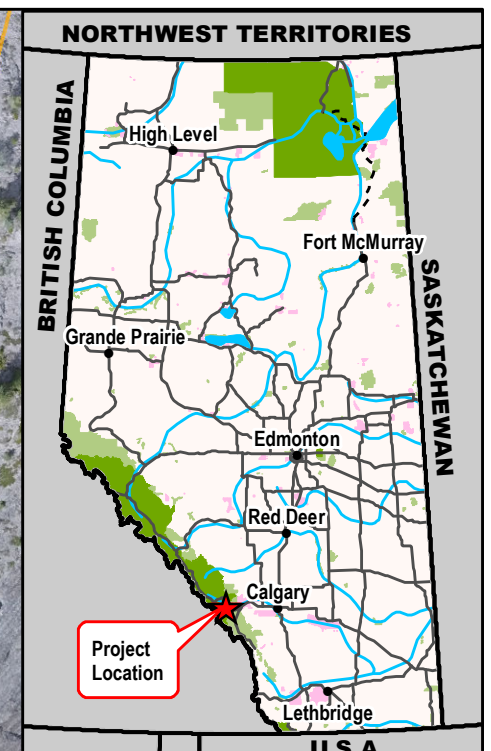 NORTHWEST TERRITORIES
BRITISH COLUMBIA
High Level
Fort McMurray
SASKATCHEWAN
Grande Prairie
Edmonton
Red Deer
Calgary
Project
Location
Lethbridge
U.S.A